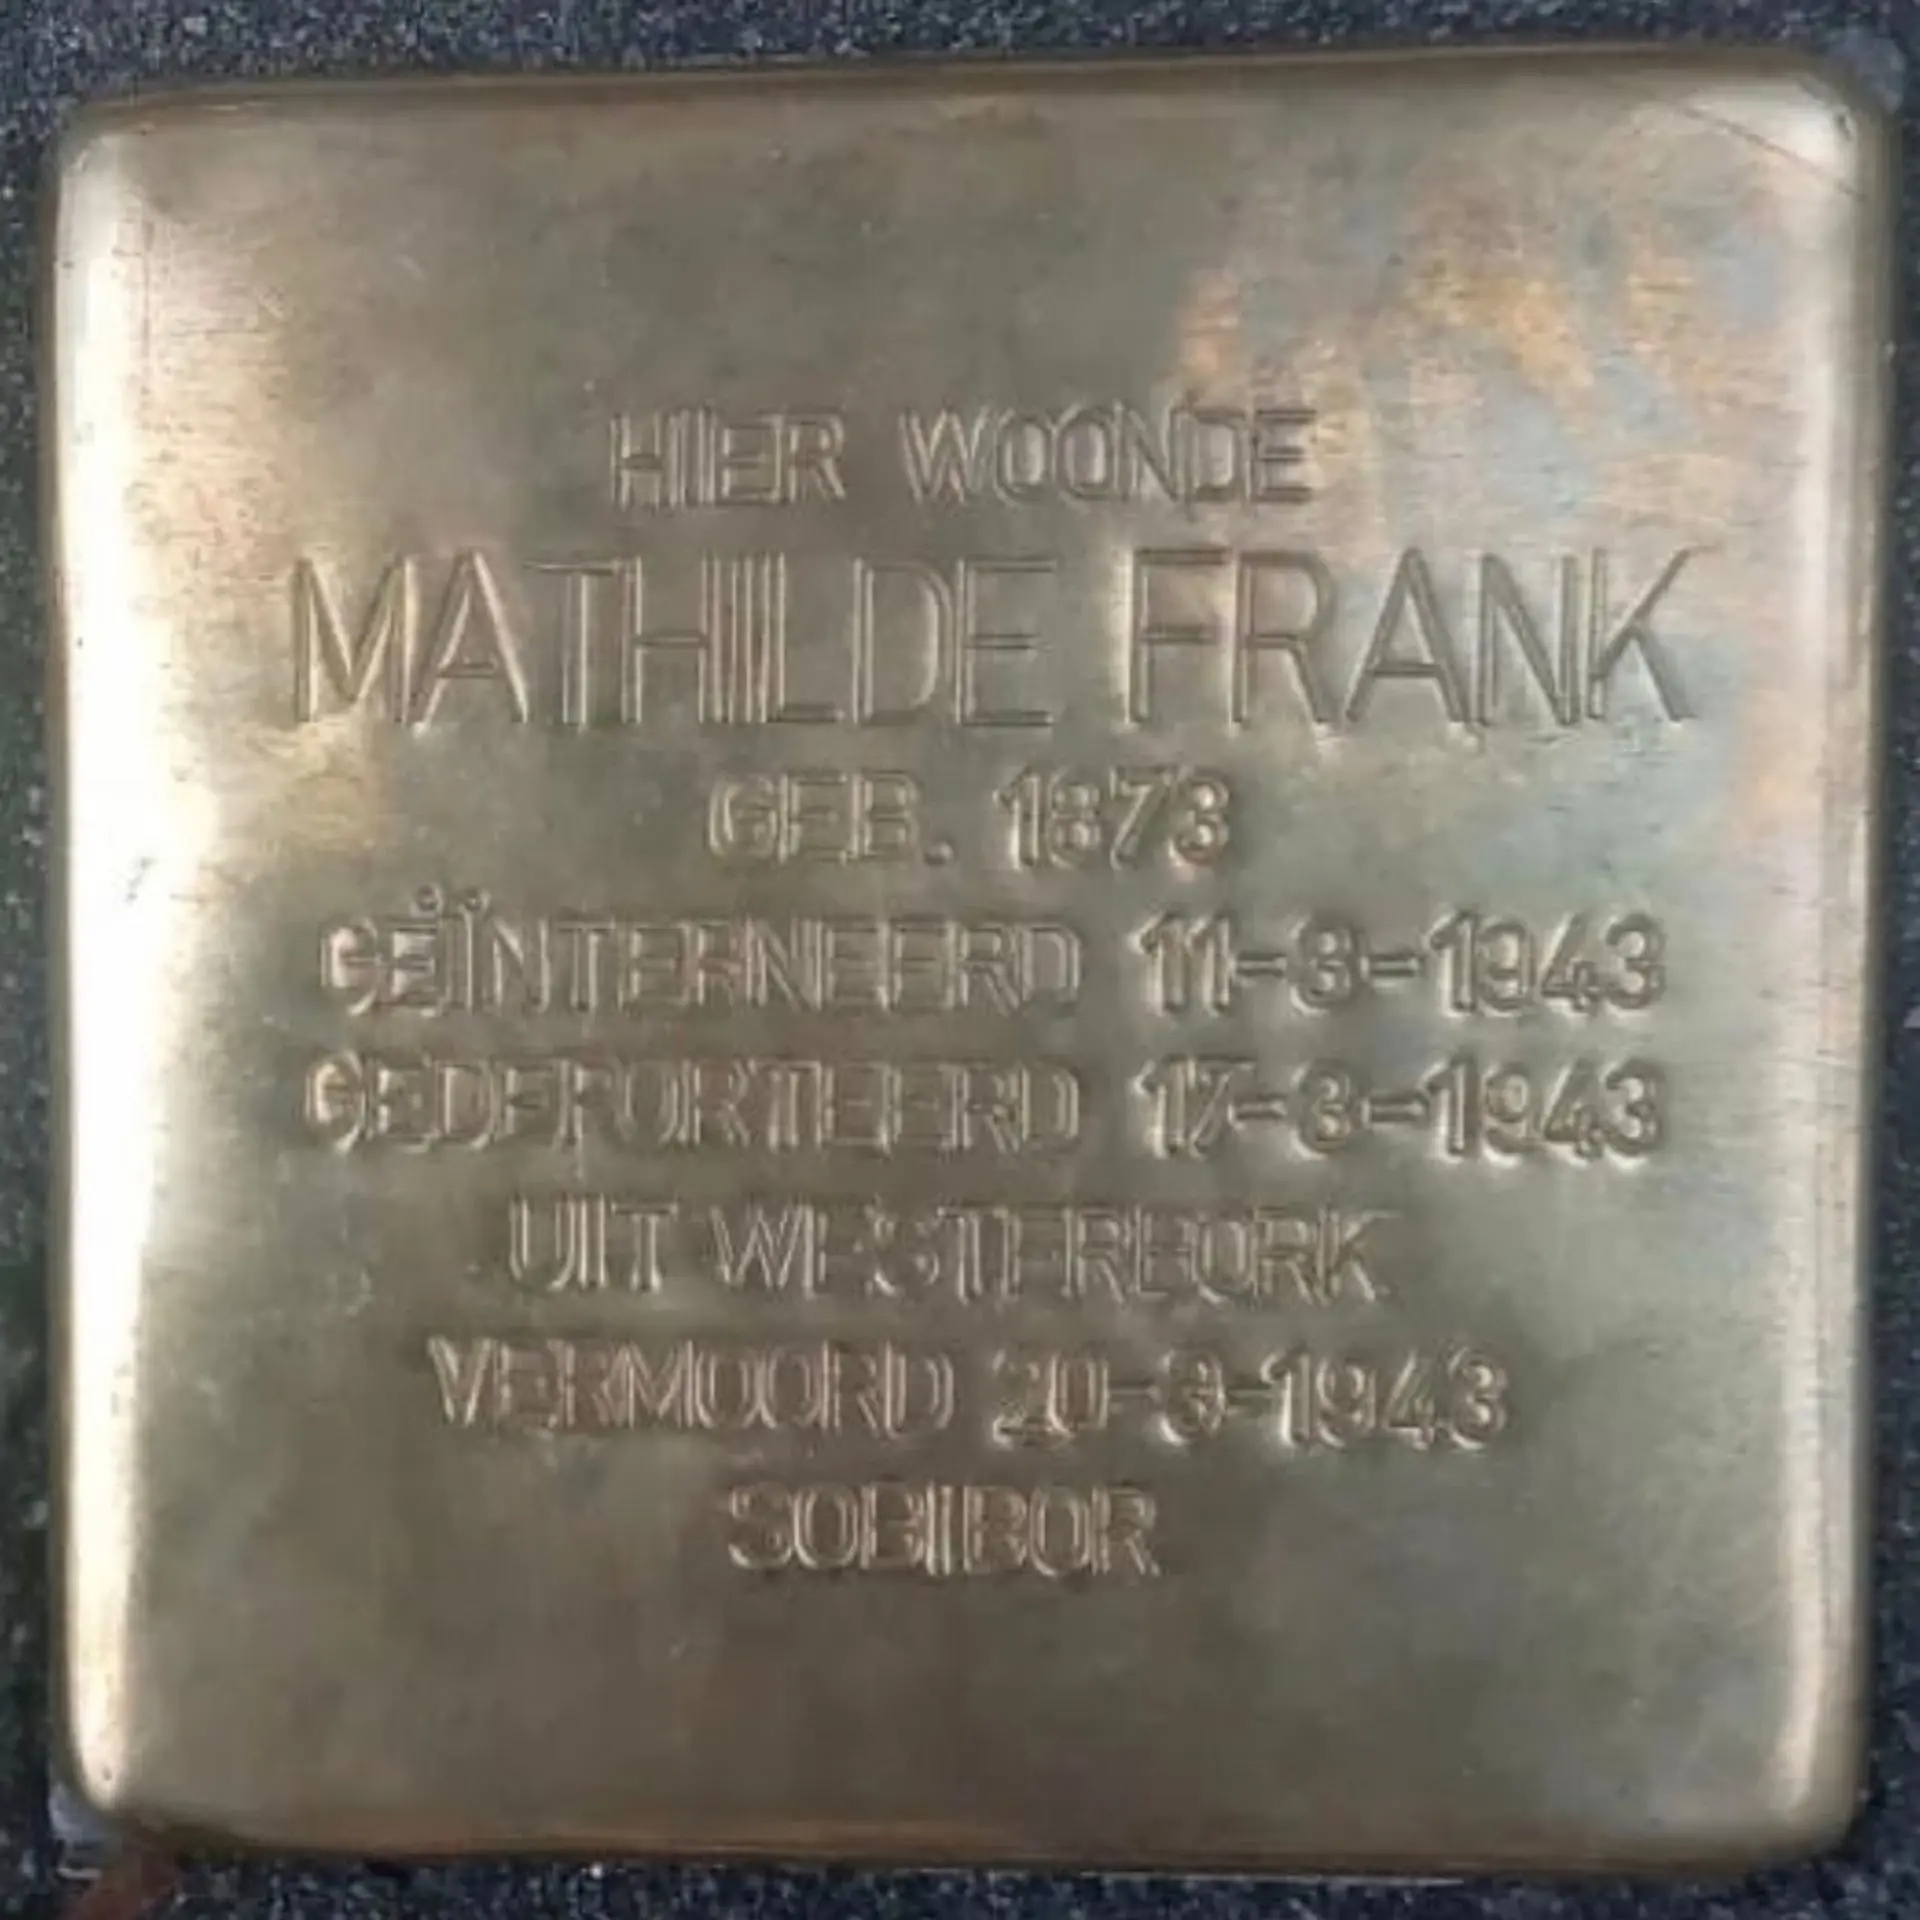 HIER WOONDE
MATHILDE FRANK
GEB. 1873
GEÏNTERNEERD 11-3-1943
GEDEPORTEERD 17-3-1943
UIT WESTERBORK
VERMOORD 20-3-1943
SOBIBOR